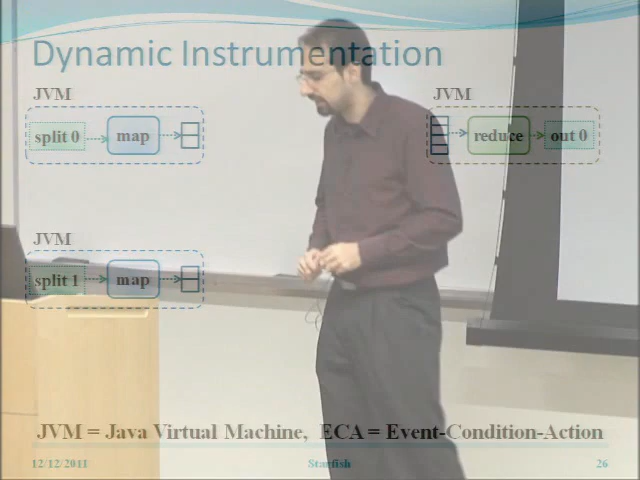 Dynamic Instrumentation
JVM
split 0
map
JVM
reduce
out 0
JVM
split 1
map
JVM = Java Virtual Machine, ECA = Event-Condition-Action
12/12/2011
Starfish
26